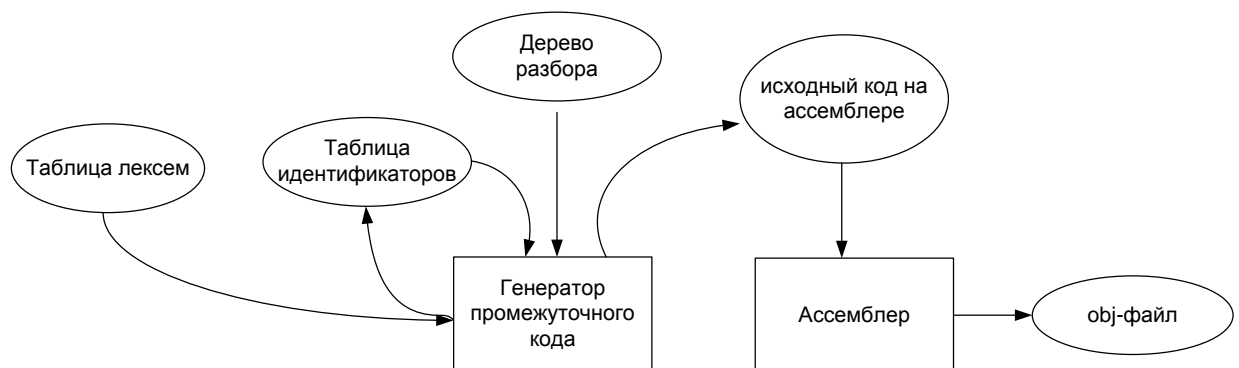 Дерево
разбора
исходный код на
ассемблере
Таблица лексем
Таблица
идентификаторов
Генератор
промежуточного
кода
Ассемблер
obj-файл